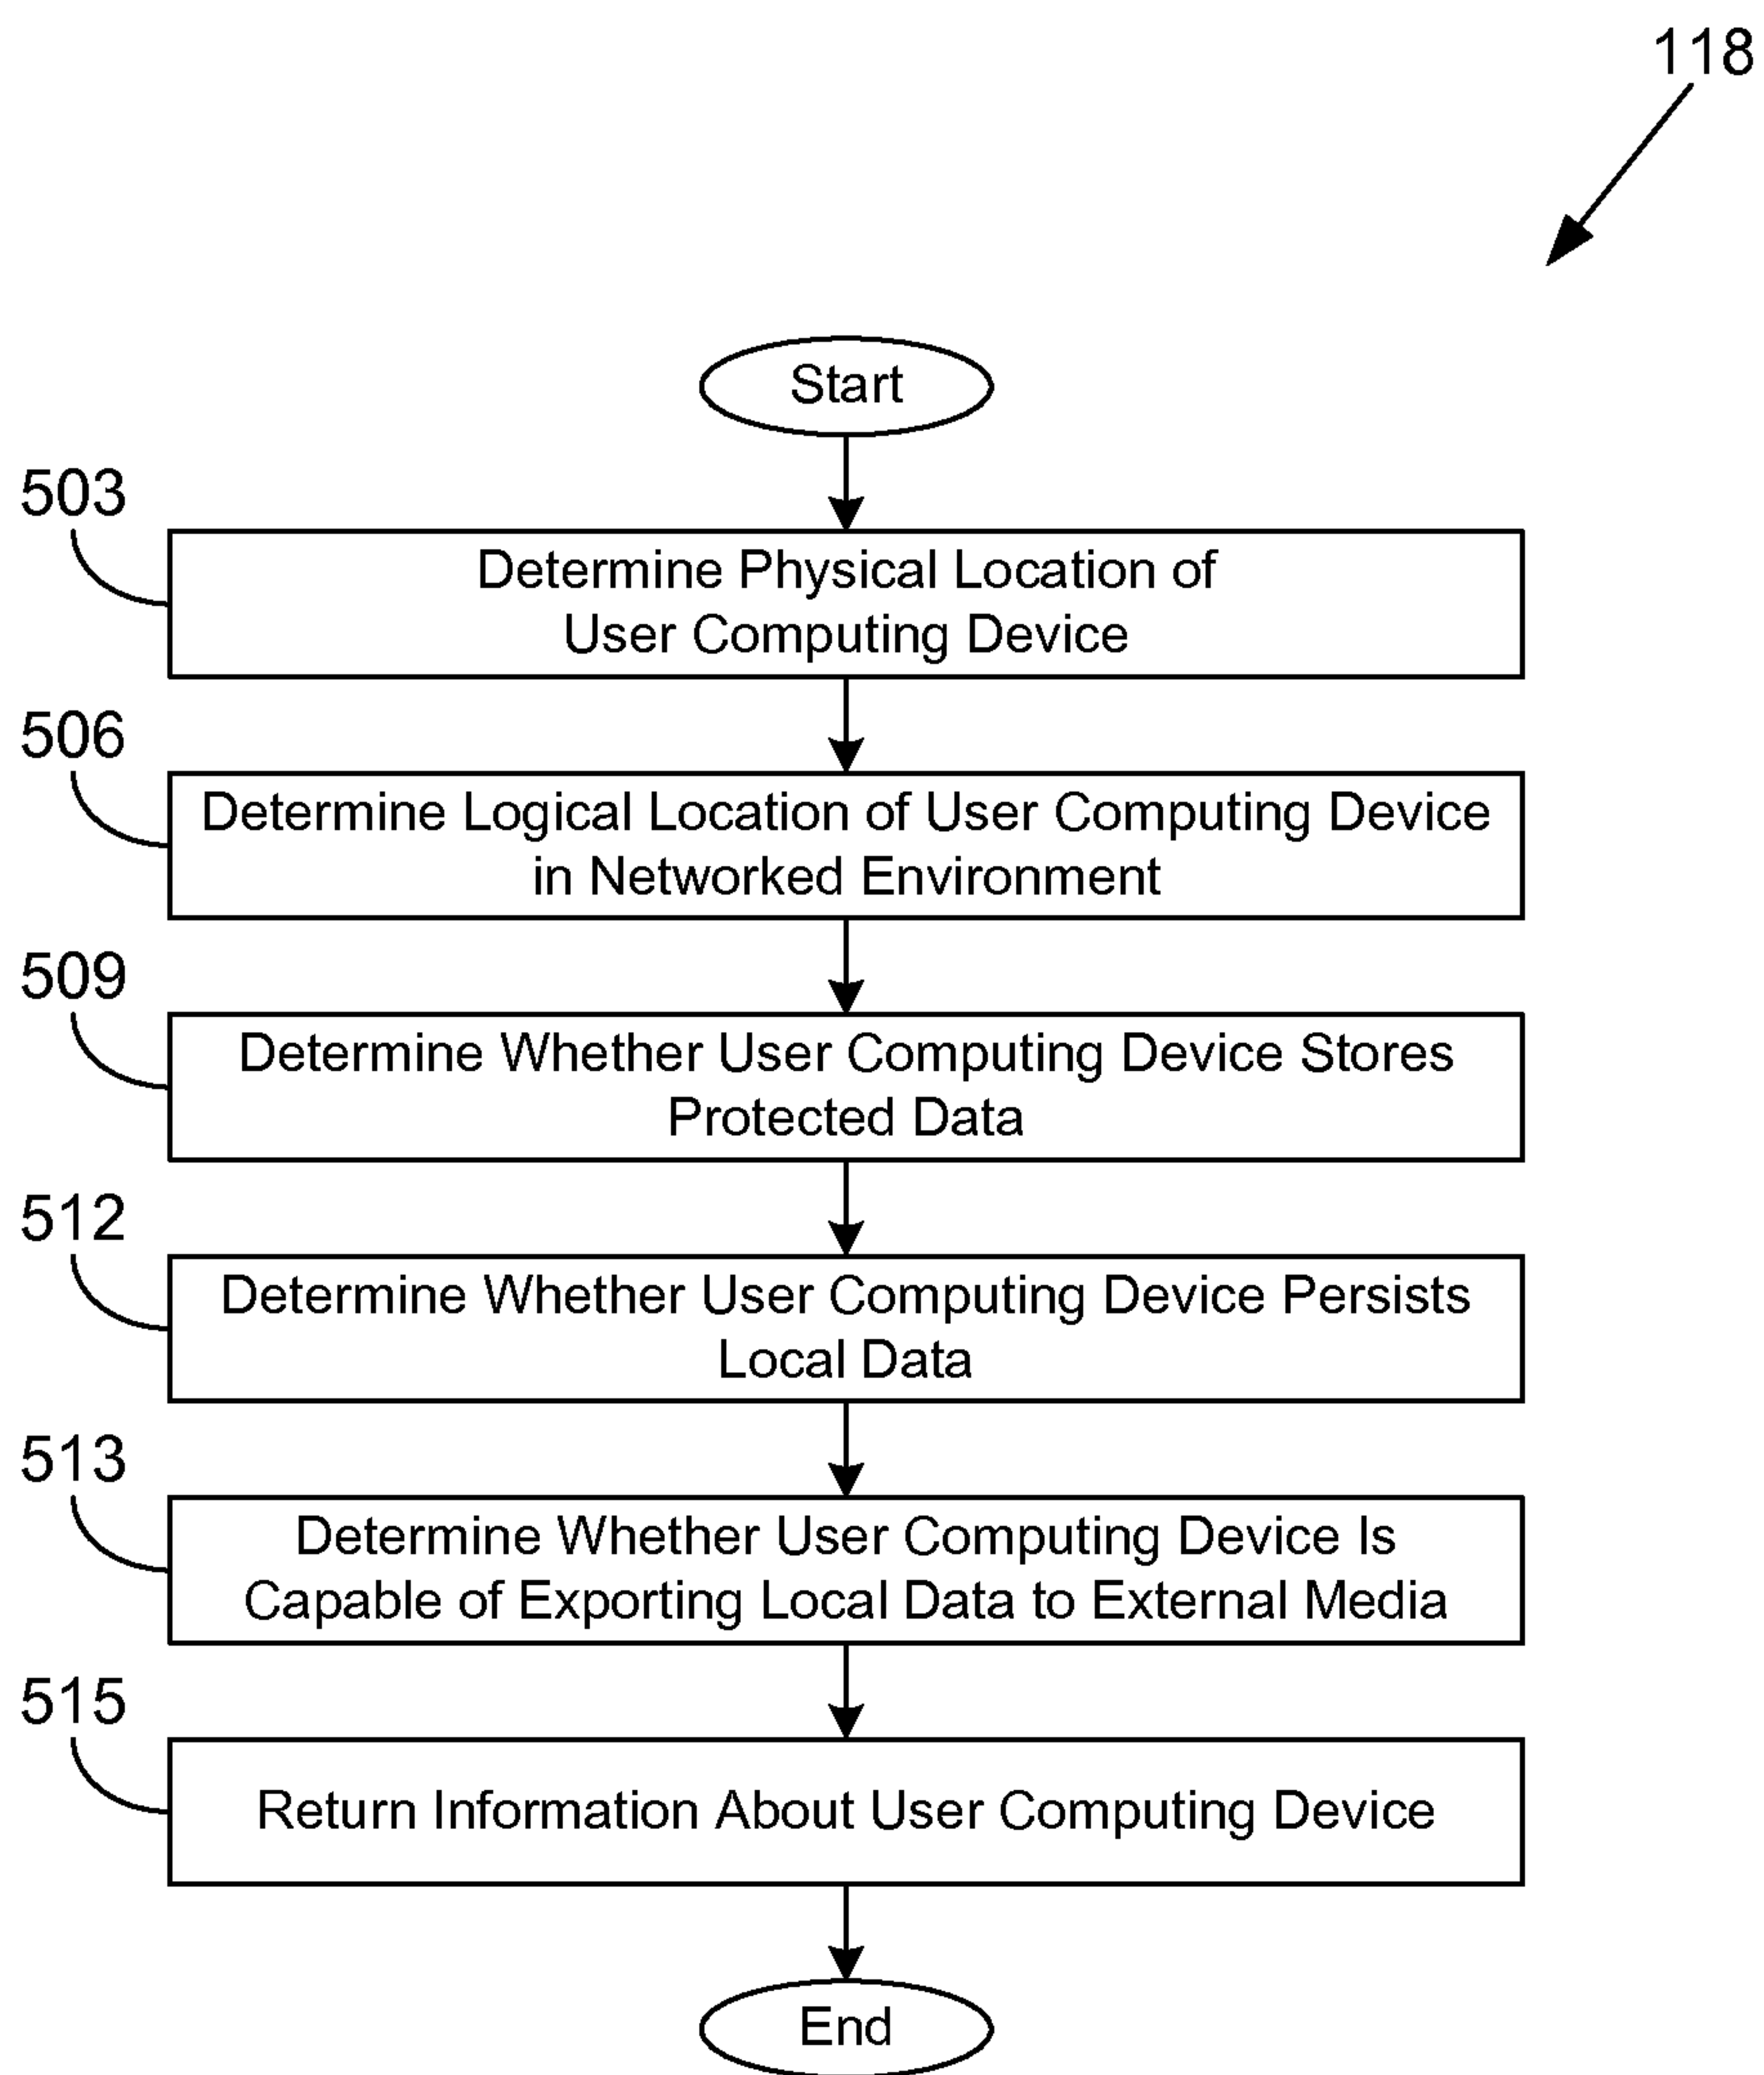 118
Start
503
Determine Physical Location of
User Computing Device
506
Determine Logical Location of User Computing Device
in Networked Environment
509
Determine Whether User Computing Device Stores
Protected Data
512
Determine Whether User Computing Device Persists
Local Data
513
Determine Whether User Computing Device Is
Capable of Exporting Local Data to External Media
515
Return Information About User Computing Device
End